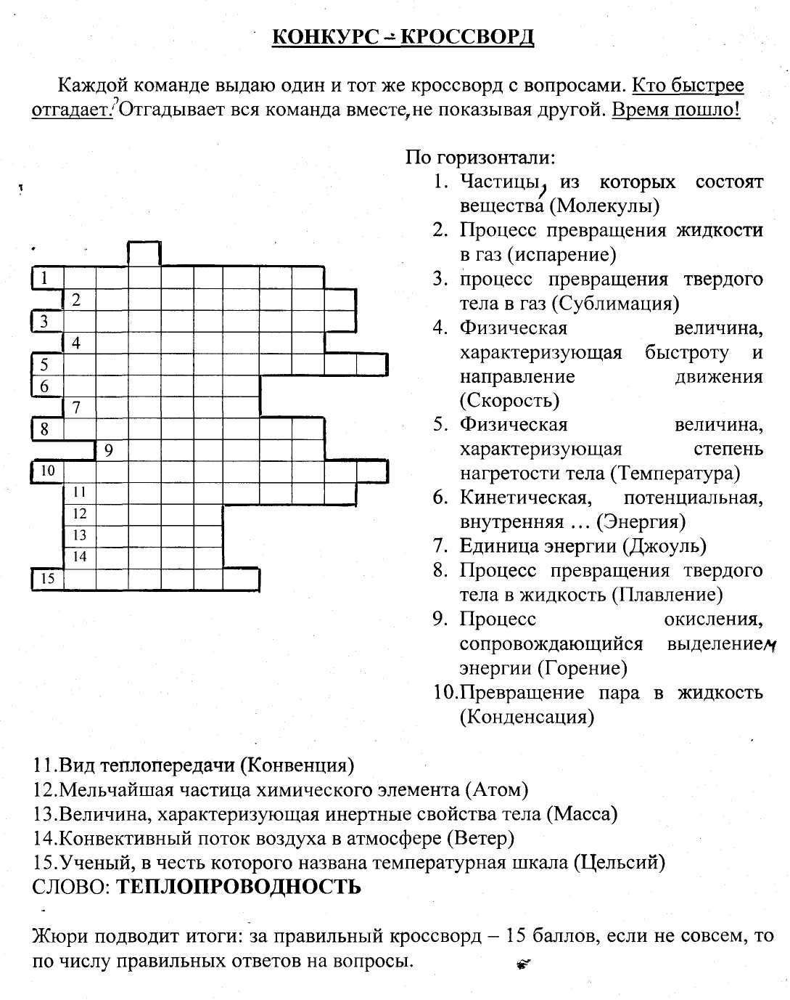 КОНКУРС – КРОССВОРД
Каждой команде выдаю один и тот же кроссворд с вопросами. Кто быстрее
отгадает.? Отгадывает вся команда вместе, не показывая другой. Время пошло!
По горизонтали:
1. Частицы, из которых состоят
вещества (Молекулы)
2. Процесс превращения жидкости
в газ (испарение)
3. процесс превращения твердого
тела в газ (Сублимация)
4. Физическая величина,
характеризующая быстроту и
направление движения
(Скорость)
5. Физическая величина,
характеризующая степень
нагретости тела (Температура)
6. Кинетическая, потенциальная,
внутренняя ... (Энергия)
7. Единица энергии (Джоуль)
8. Процесс превращения твердого
тела в жидкость (Плавление)
9. Процесс окисления,
сопровождающийся выделением
энергии (Горение)
10.Превращение пара в жидкость
(Конденсация)
1
2
3
4
5
6
7
8
9
10
11
12
13
14
15
11.Вид теплопередачи (Конвенция)
12.Мельчайшая частица химического элемента (Атом)
13.Величина, характеризующая инертные свойства тела (Масса)
14.Конвективный поток воздуха в атмосфере (Ветер)
15.Ученый, в честь которого названа температурная шкала (Цельсий)
СЛОВО: ТЕПЛОПРОВОДНОСТЬ
Жюри подводит итоги: за правильный кроссворд – 15 баллов, если не совсем, то
по числу правильных ответов на вопросы.